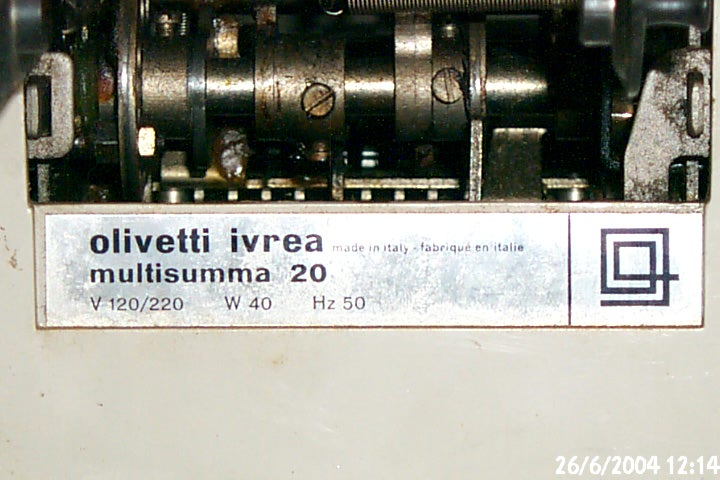 olivetti ivrea made in italy - fabriqué en italie
multisumma 20
V 120/220 W 40 Hz 50
26/6/2004 12:14